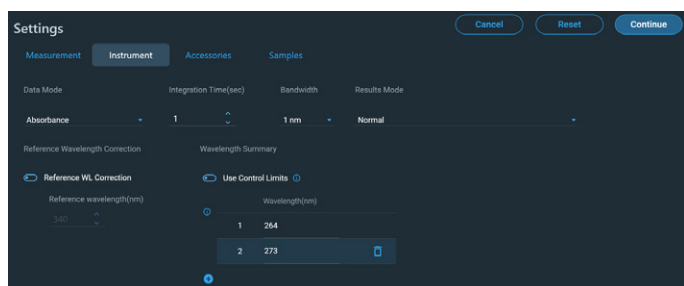 Settings
Cancel Reset Continue
Measurement Instrument Accessories Samples
Data Mode Integration Time(sec) Bandwidth Results Mode
Absorbance 1 1 nm Normal
Reference Wavelength Correction Wavelength Summary
Reference WL Correction Use Control Limits
Reference wavelength(nm) Wavelength(nm)
340
1 264
2 273